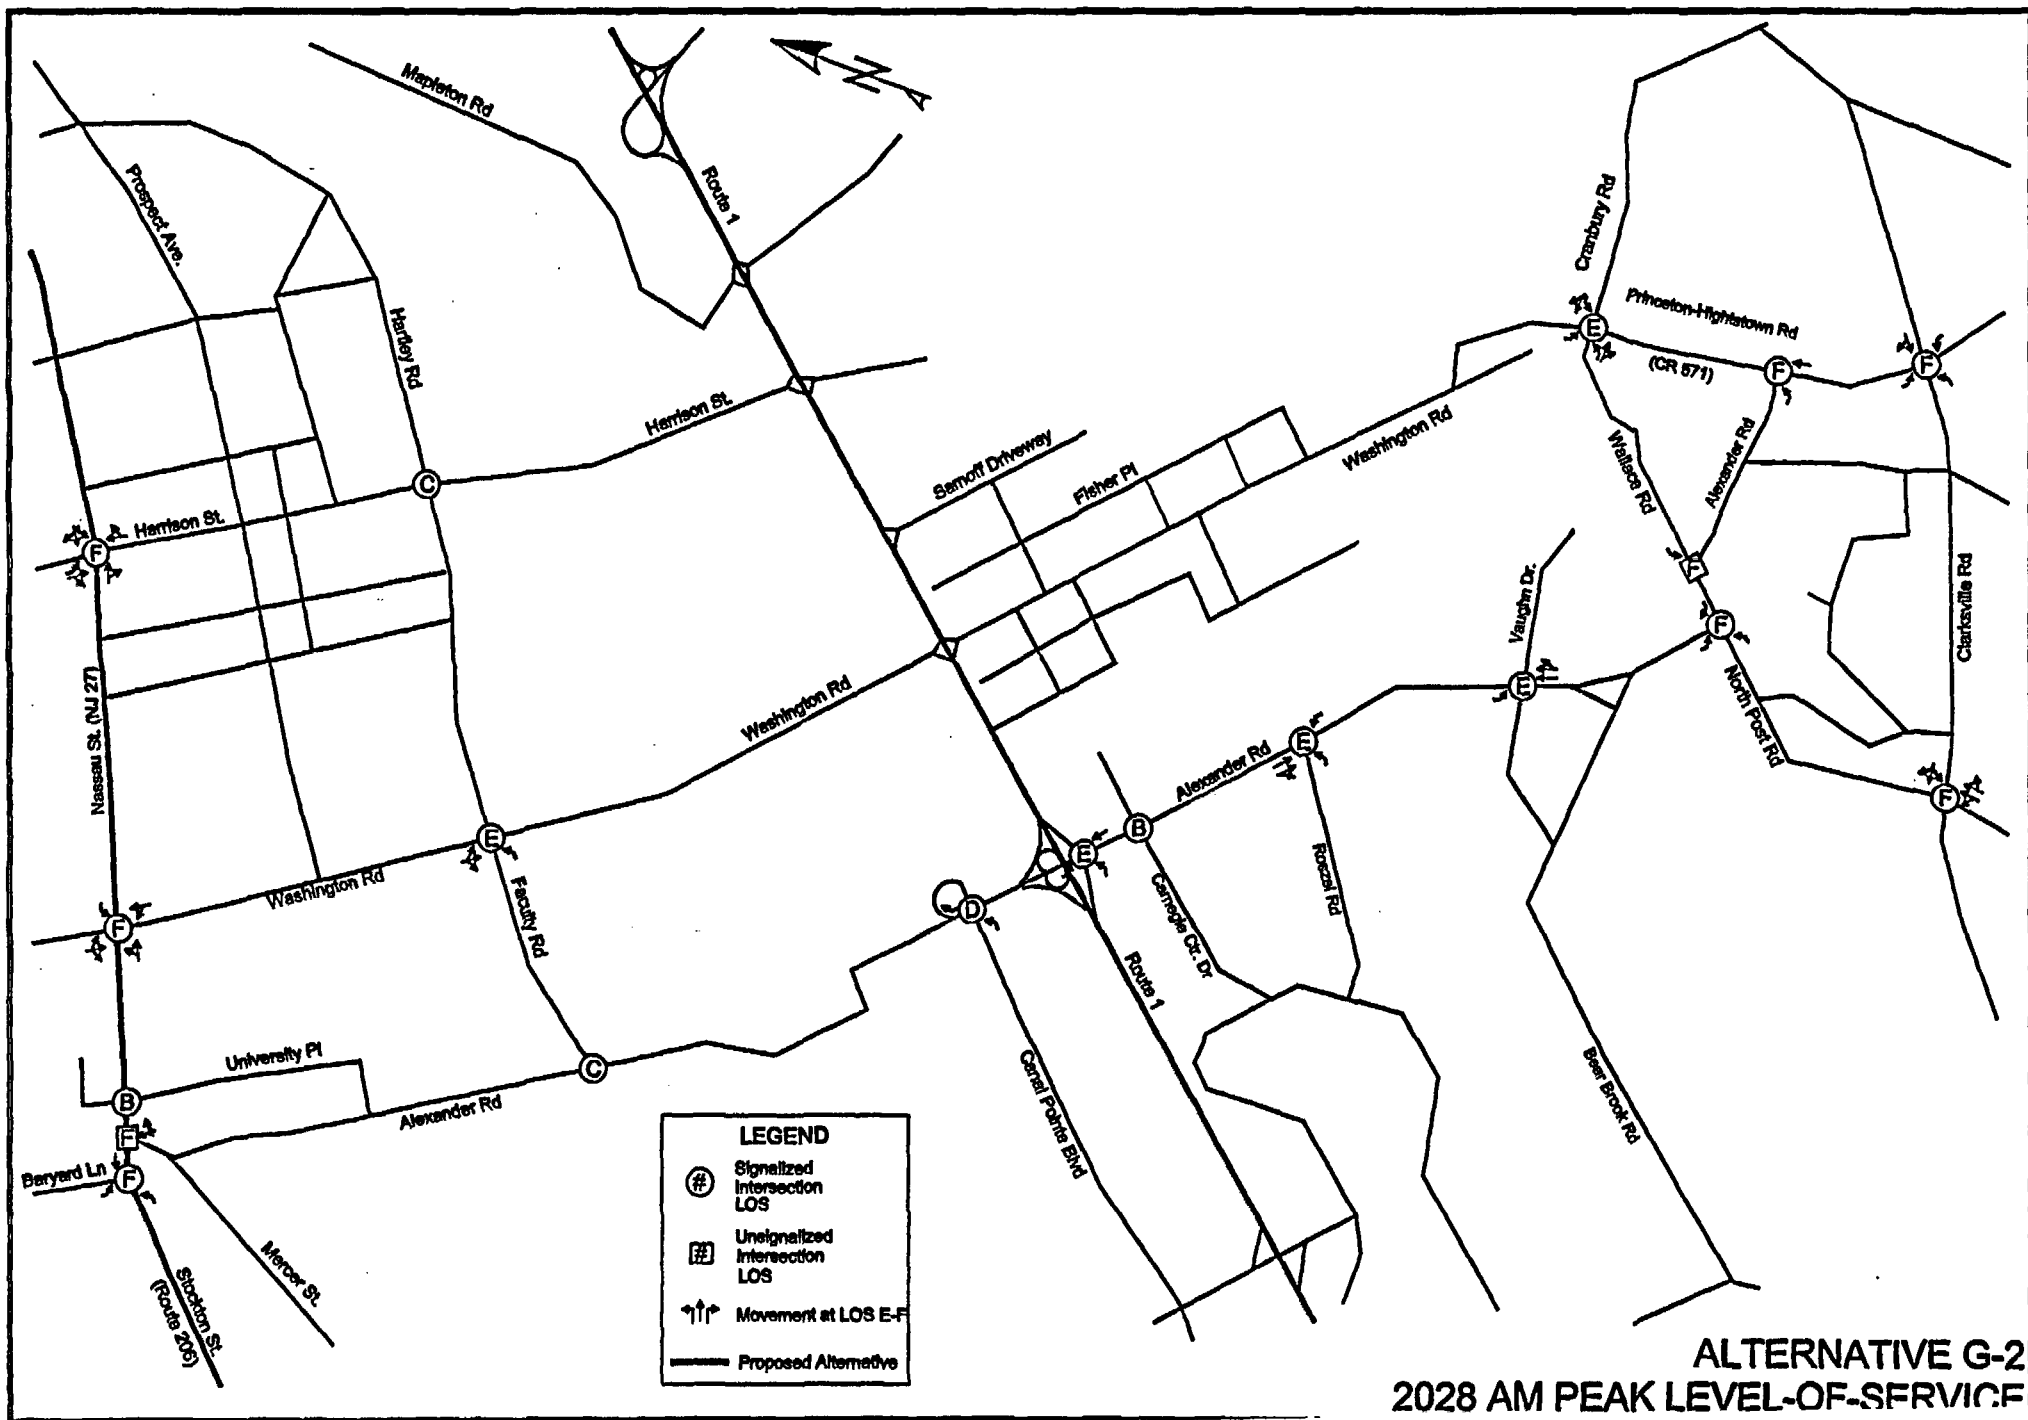 Mapleton Rd
N
Prospect Ave.
Route 1
Cranbury Rd
Princeton-Hightstown Rd
(CR 571)
E
F
F
Hartley Rd
Harrison St.
Sarnoff Driveway
Fisher Pl
Washington Rd
Wallace Rd
Alexander Rd
C
Harrison St.
F
Vaughn Dr.
F
Clarksville Rd
Nassau St. (NJ 27)
Washington Rd
E
North Post Rd
E
Alexander Rd
F
E
B
E
Washington Rd
Faculty Rd
F
D
Carnegie Ctr. Dr
Roszel Rd
Route 1
University Pl
C
B
Alexander Rd
Canal Pointe Blvd
Bear Brook Rd
F
Baryard Ln
F
Mercer St.
Stockton St.
(Route 206)
LEGEND
# Signalized
Intersection
LOS
# Unsignalized
Intersection
LOS
Movement at LOS E-F
Proposed Alternative
ALTERNATIVE G-2
2028 AM PEAK LEVEL-OF-SERVICE